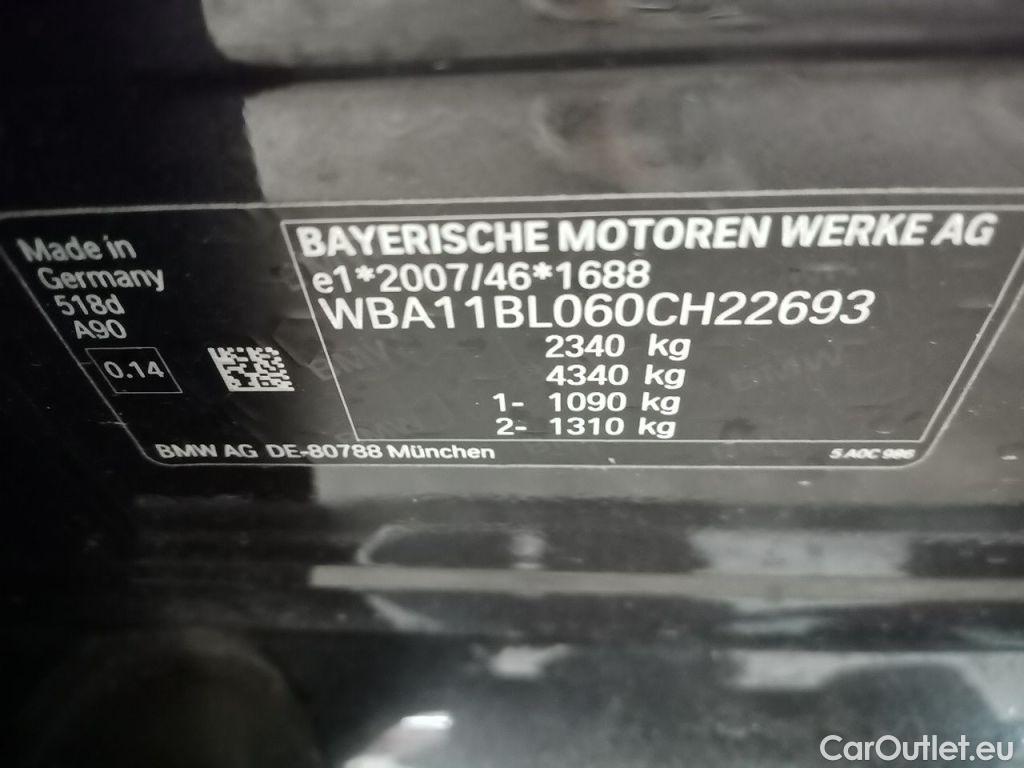 Made in
Germany
518d
A90
0.14
BAYERISCHE MOTOREN WERKE AG
e1*2007/46*1688
WBA11BL060CH22693
2340 kg
4340 kg
1- 1090 kg
2- 1310 kg
BMW AG DE-80788 München
5 A0C 986
CarOutlet.eu